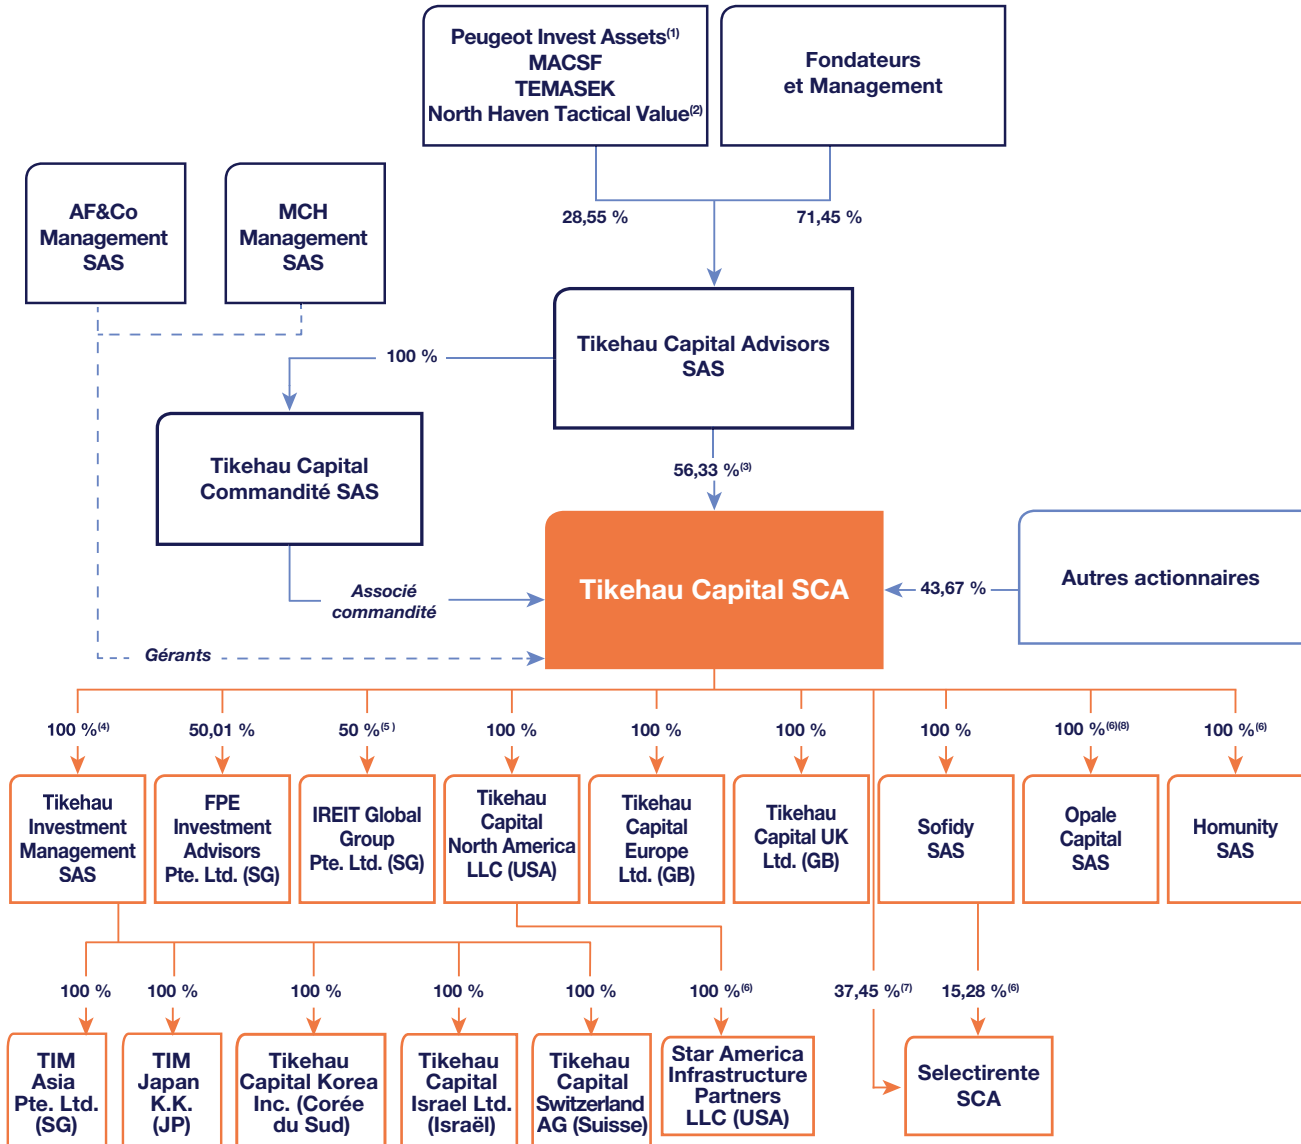 Peugeot Invest Assets(1)
MACSF
TEMASEK
North Haven Tactical Value(2)
Fondateurs
et Management
AF&Co
Management
SAS
MCH
Management
SAS
28,55 %
71,45 %
Tikehau Capital Advisors
SAS
100 %
Tikehau Capital
Commandité SAS
56,33 %(3)
Tikehau Capital SCA
Autres actionnaires
43,67 %
Associé
commandité
Gérants
100 %(4)
50,01 %
50 %(5)
100 %
100 %
100 %
100 %
100 %(6)(8)
100 %(6)
Tikehau
Investment
Management
SAS
FPE
Investment
Advisors
Pte. Ltd. (SG)
IREIT Global
Group
Pte. Ltd. (SG)
Tikehau
Capital
North America
LLC (USA)
Tikehau
Capital
Europe
Ltd. (GB)
Tikehau
Capital UK
Ltd. (GB)
Sofidy
SAS
Opale
Capital
SAS
Homunity
SAS
100 %
100 %
100 %
100 %
100 %
100 %(6)
37,45 %(7)
15,28 %(6)
TIM
Asia
Pte. Ltd.
(SG)
TIM
Japan
K.K.
(JP)
Tikehau
Capital Korea
Inc. (Corée
du Sud)
Tikehau
Capital
Israel Ltd.
(Israël)
Tikehau
Capital
Switzerland
AG (Suisse)
Star America
Infrastructure
Partners
LLC (USA)
Selectirente
SCA